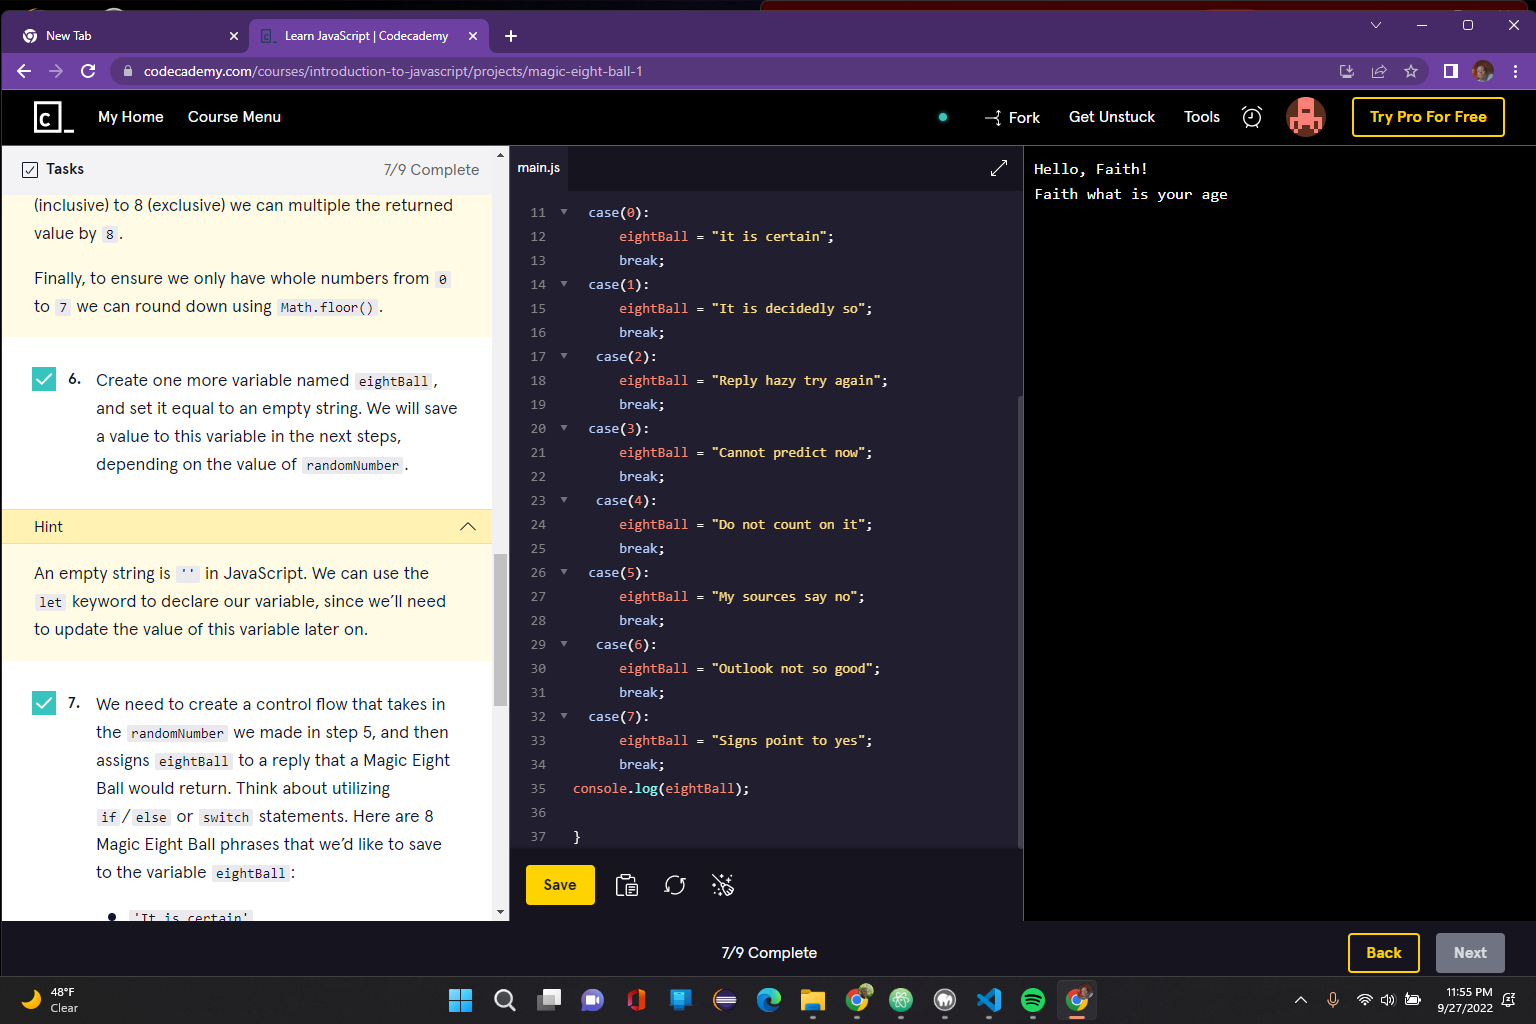 New Tab
Learn JavaScript | Codecademy
codecademy.com/courses/introduction-to-javascript/projects/magic-eight-ball-1
My Home
Course Menu
Fork
Get Unstuck
Tools
Try Pro For Free
Tasks
7/9 Complete
(inclusive) to 8 (exclusive) we can multiple the returned
value by 8.
Finally, to ensure we only have whole numbers from 0
to 7 we can round down using Math.floor().
6. Create one more variable named eightBall,
and set it equal to an empty string. We will save
a value to this variable in the next steps,
depending on the value of randomNumber.
Hint
An empty string is '' in JavaScript. We can use the
let keyword to declare our variable, since we'll need
to update the value of this variable later on.
7. We need to create a control flow that takes in
the randomNumber we made in step 5, and then
assigns eightBall to a reply that a Magic Eight
Ball would return. Think about utilizing
if / else or switch statements. Here are 8
Magic Eight Ball phrases that we'd like to save
to the variable eightBall:
'It is certain'
main.js
11 case(0):
12 eightBall = "it is certain";
13 break;
14 case(1):
15 eightBall = "It is decidedly so";
16 break;
17 case(2):
18 eightBall = "Reply hazy try again";
19 break;
20 case(3):
21 eightBall = "Cannot predict now";
22 break;
23 case(4):
24 eightBall = "Do not count on it";
25 break;
26 case(5):
27 eightBall = "My sources say no";
28 break;
29 case(6):
30 eightBall = "Outlook not so good";
31 break;
32 case(7):
33 eightBall = "Signs point to yes";
34 break;
35 console.log(eightBall);
36
37 }
Save
Hello, Faith!
Faith what is your age
7/9 Complete
Back
Next
48°F
Clear
11:55 PM
9/27/2022